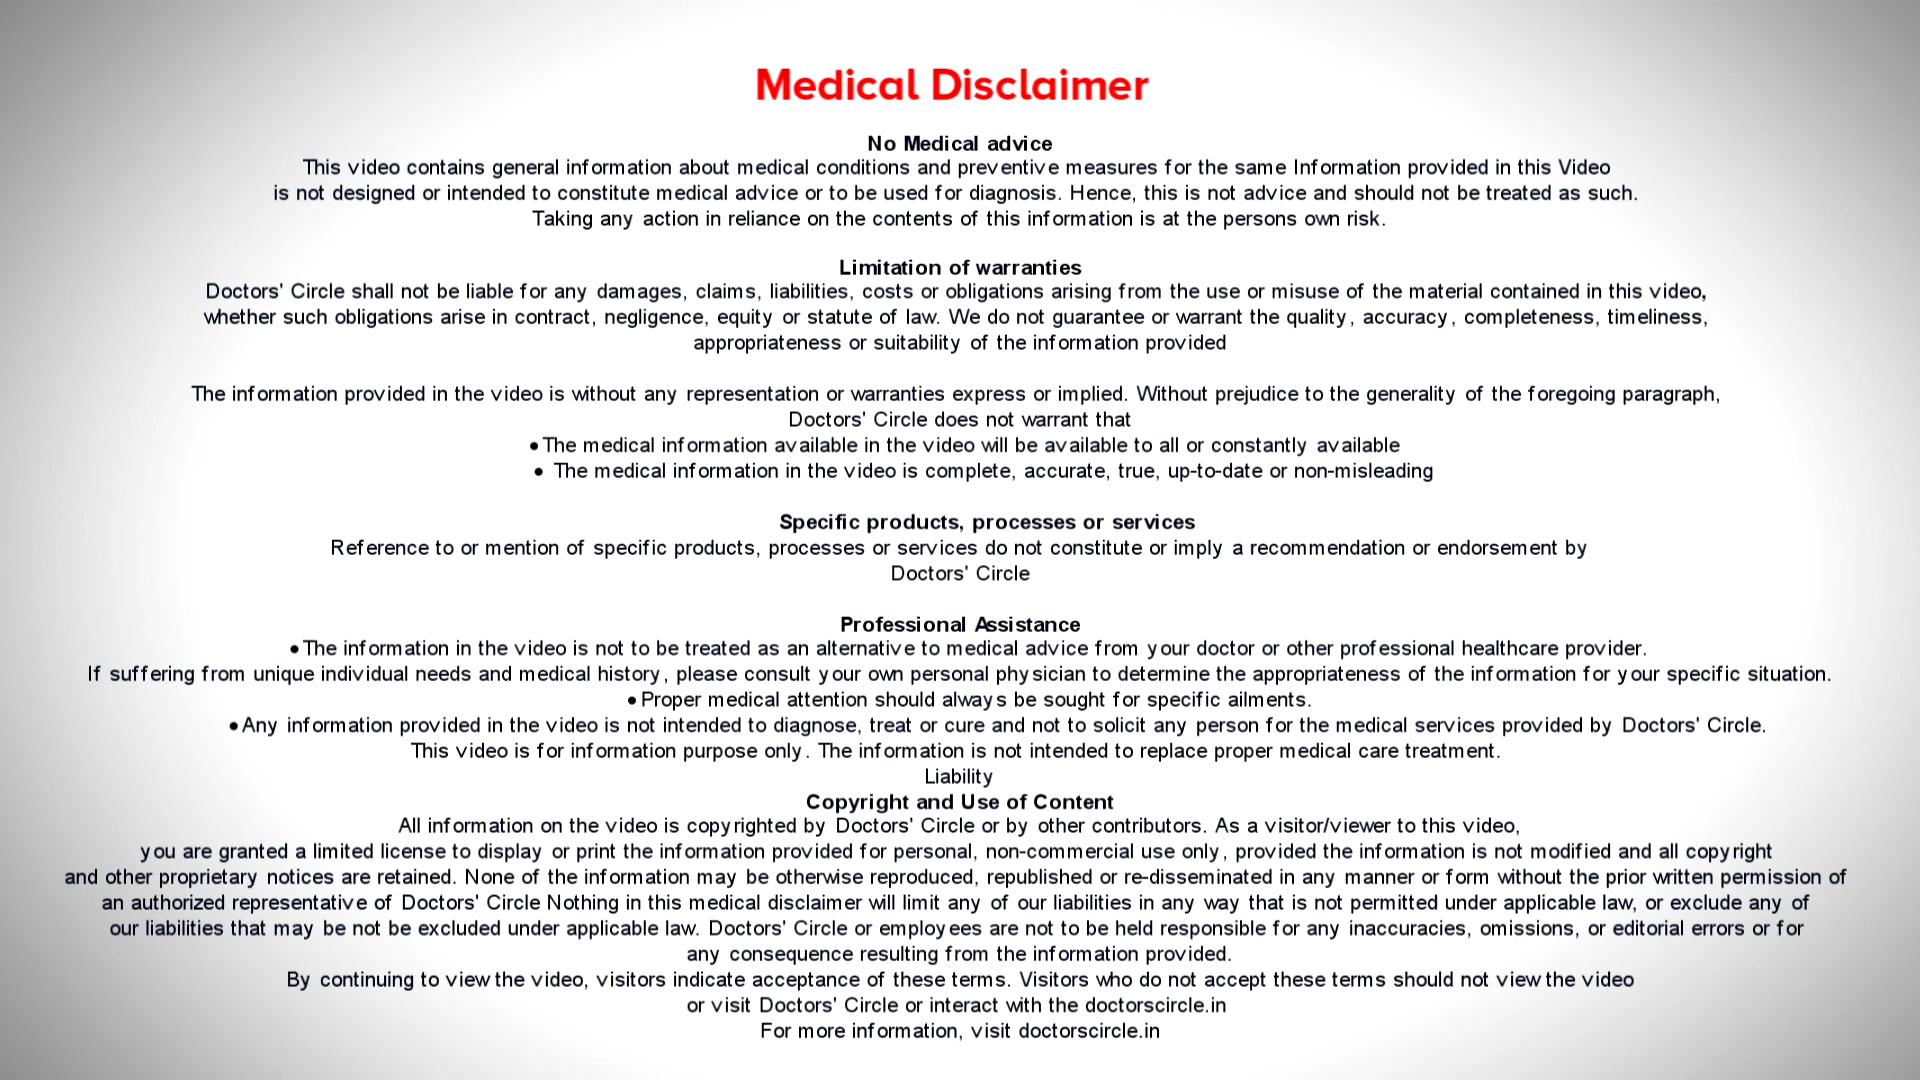 Medical Disclaimer
No Medical advice
This video contains general information about medical conditions and preventive measures for the same Information provided in this Video
is not designed or intended to constitute medical advice or to be used for diagnosis. Hence, this is not advice and should not be treated as such.
Taking any action in reliance on the contents of this information is at the persons own risk.
Limitation of warranties
Doctors' Circle shall not be liable for any damages, claims, liabilities, costs or obligations arising from the use or misuse of the material contained in this video,
whether such obligations arise in contract, negligence, equity or statute of law. We do not guarantee or warrant the quality, accuracy, completeness, timeliness,
appropriateness or suitability of the information provided
The information provided in the video is without any representation or warranties express or implied. Without prejudice to the generality of the foregoing paragraph,
Doctors' Circle does not warrant that
• The medical information available in the video will be available to all or constantly available
• The medical information in the video is complete, accurate, true, up-to-date or non-misleading
Specific products, processes or services
Reference to or mention of specific products, processes or services do not constitute or imply a recommendation or endorsement by
Doctors' Circle
Professional Assistance
• The information in the video is not to be treated as an alternative to medical advice from your doctor or other professional healthcare provider.
If suffering from unique individual needs and medical history, please consult your own personal physician to determine the appropriateness of the information for your specific situation.
• Proper medical attention should always be sought for specific ailments.
• Any information provided in the video is not intended to diagnose, treat or cure and not to solicit any person for the medical services provided by Doctors' Circle.
This video is for information purpose only. The information is not intended to replace proper medical care treatment.
Liability
Copyright and Use of Content
All information on the video is copyrighted by Doctors' Circle or by other contributors. As a visitor/viewer to this video,
you are granted a limited license to display or print the information provided for personal, non-commercial use only, provided the information is not modified and all copyright
and other proprietary notices are retained. None of the information may be otherwise reproduced, republished or re-disseminated in any manner or form without the prior written permission of
an authorized representative of Doctors' Circle Nothing in this medical disclaimer will limit any of our liabilities in any way that is not permitted under applicable law, or exclude any of
our liabilities that may be not be excluded under applicable law. Doctors' Circle or employees are not to be held responsible for any inaccuracies, omissions, or editorial errors or for
any consequence resulting from the information provided.
By continuing to view the video, visitors indicate acceptance of these terms. Visitors who do not accept these terms should not view the video
or visit Doctors' Circle or interact with the doctorscircle.in
For more information, visit doctorscircle.in